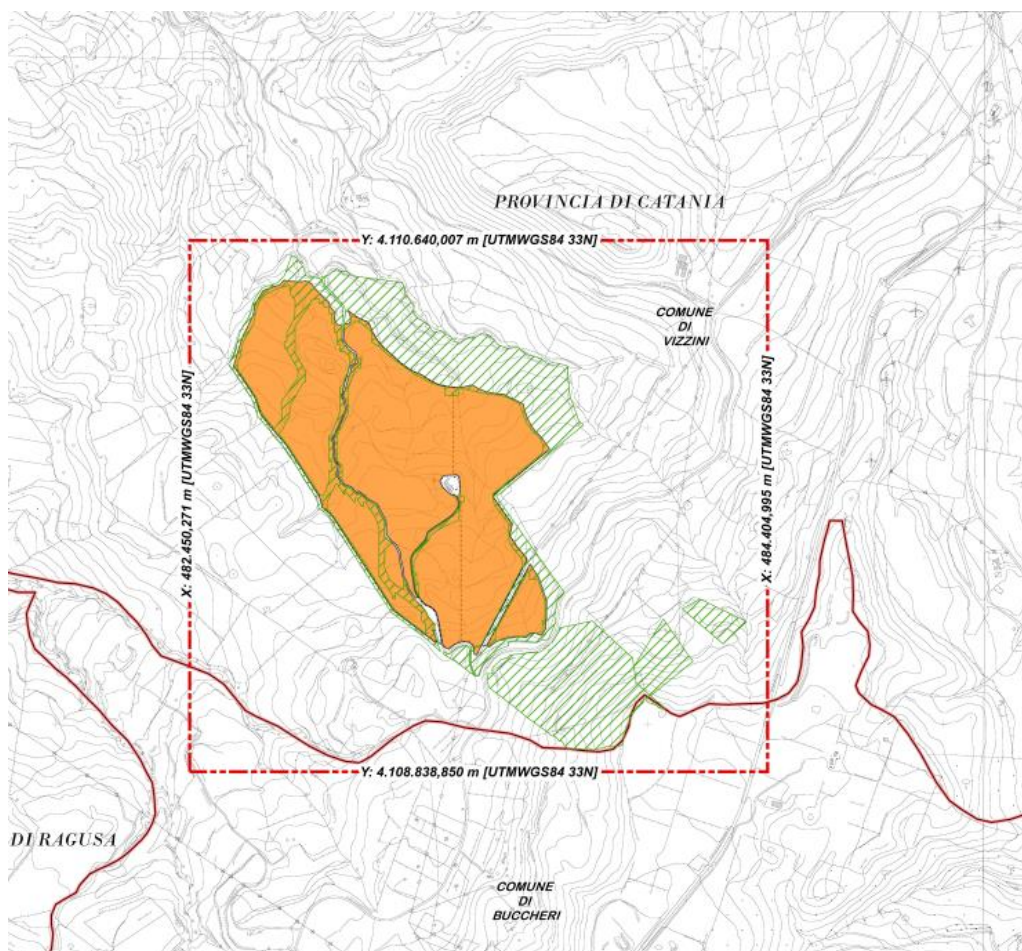 PROVINCIA DI CATANIA
Y: 4.110.640,007 m [UTMWGS84 33N]
COMUNE
DI
VIZZINI
X: 482.450,271 m [UTMWGS84 33N]
X: 484.404,995 m [UTMWGS84 33N]
Y: 4.108.838,850 m [UTMWGS84 33N]
DI RAGUSA
COMUNE
DI
BUCCHERI